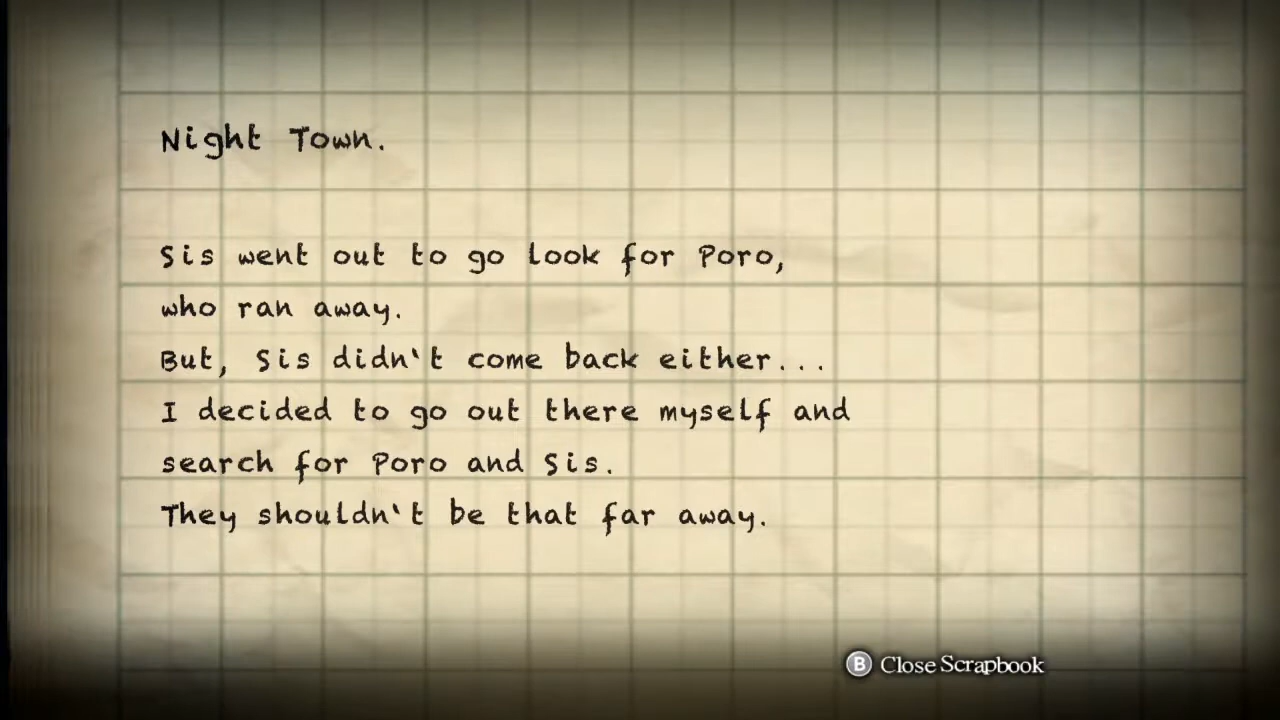 Night Town.
Sis went out to go look for Poro,
who ran away.
But, Sis didn't come back either...
I decided to go out there myself and
search for Poro and Sis.
They shouldn't be that far away.
B Close Scrapbook